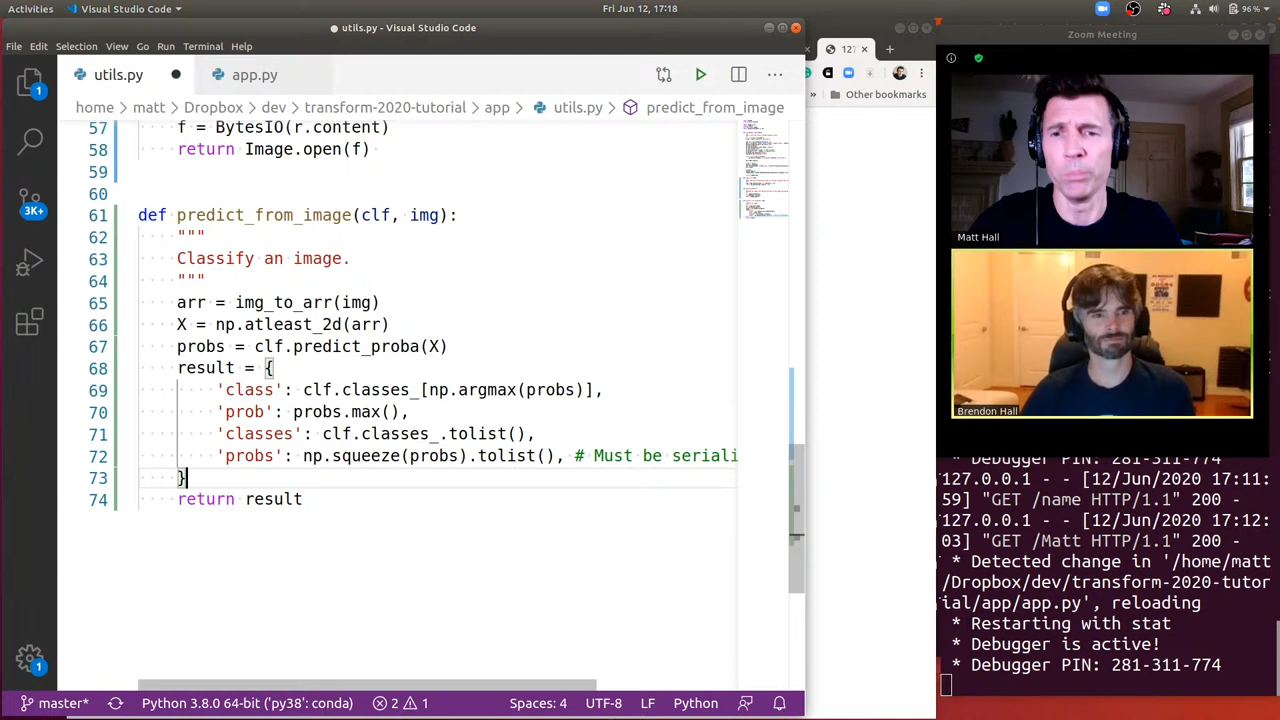 Activities
Visual Studio Code
Fri Jun 12, 17:18
96 %
● utils.py - Visual Studio Code
File Edit Selection View Go Run Terminal Help
utils.py
app.py
home > matt > Dropbox > dev > transform-2020-tutorial > app > utils.py > predict_from_image
57 f = BytesIO(r.content)
58 return Image.open(f)
59
60
61 def predict_from_image(clf, img):
62 """
63 Classify an image.
64 """
65 arr = img_to_arr(img)
66 X = np.atleast_2d(arr)
67 probs = clf.predict_proba(X)
68 result = {
69 'class': clf.classes_[np.argmax(probs)],
70 'prob': probs.max(),
71 'classes': clf.classes_.tolist(),
72 'probs': np.squeeze(probs).tolist(), # Must be seriali
73 }
74 return result
1
3K+
1
master*
Python 3.8.0 64-bit ('py38': conda)
2
1
Spaces: 4
UTF-8
LF
Python
127
» Other bookmarks
Zoom Meeting
Matt Hall
Brendon Hall
* Debugger PIN: 281-311-774
127.0.0.1 - - [12/Jun/2020 17:11:
59] "GET /name HTTP/1.1" 200 -
127.0.0.1 - - [12/Jun/2020 17:12:
03] "GET /Matt HTTP/1.1" 200 -
* Detected change in '/home/matt
/Dropbox/dev/transform-2020-tutor
ial/app/app.py', reloading
* Restarting with stat
* Debugger is active!
* Debugger PIN: 281-311-774